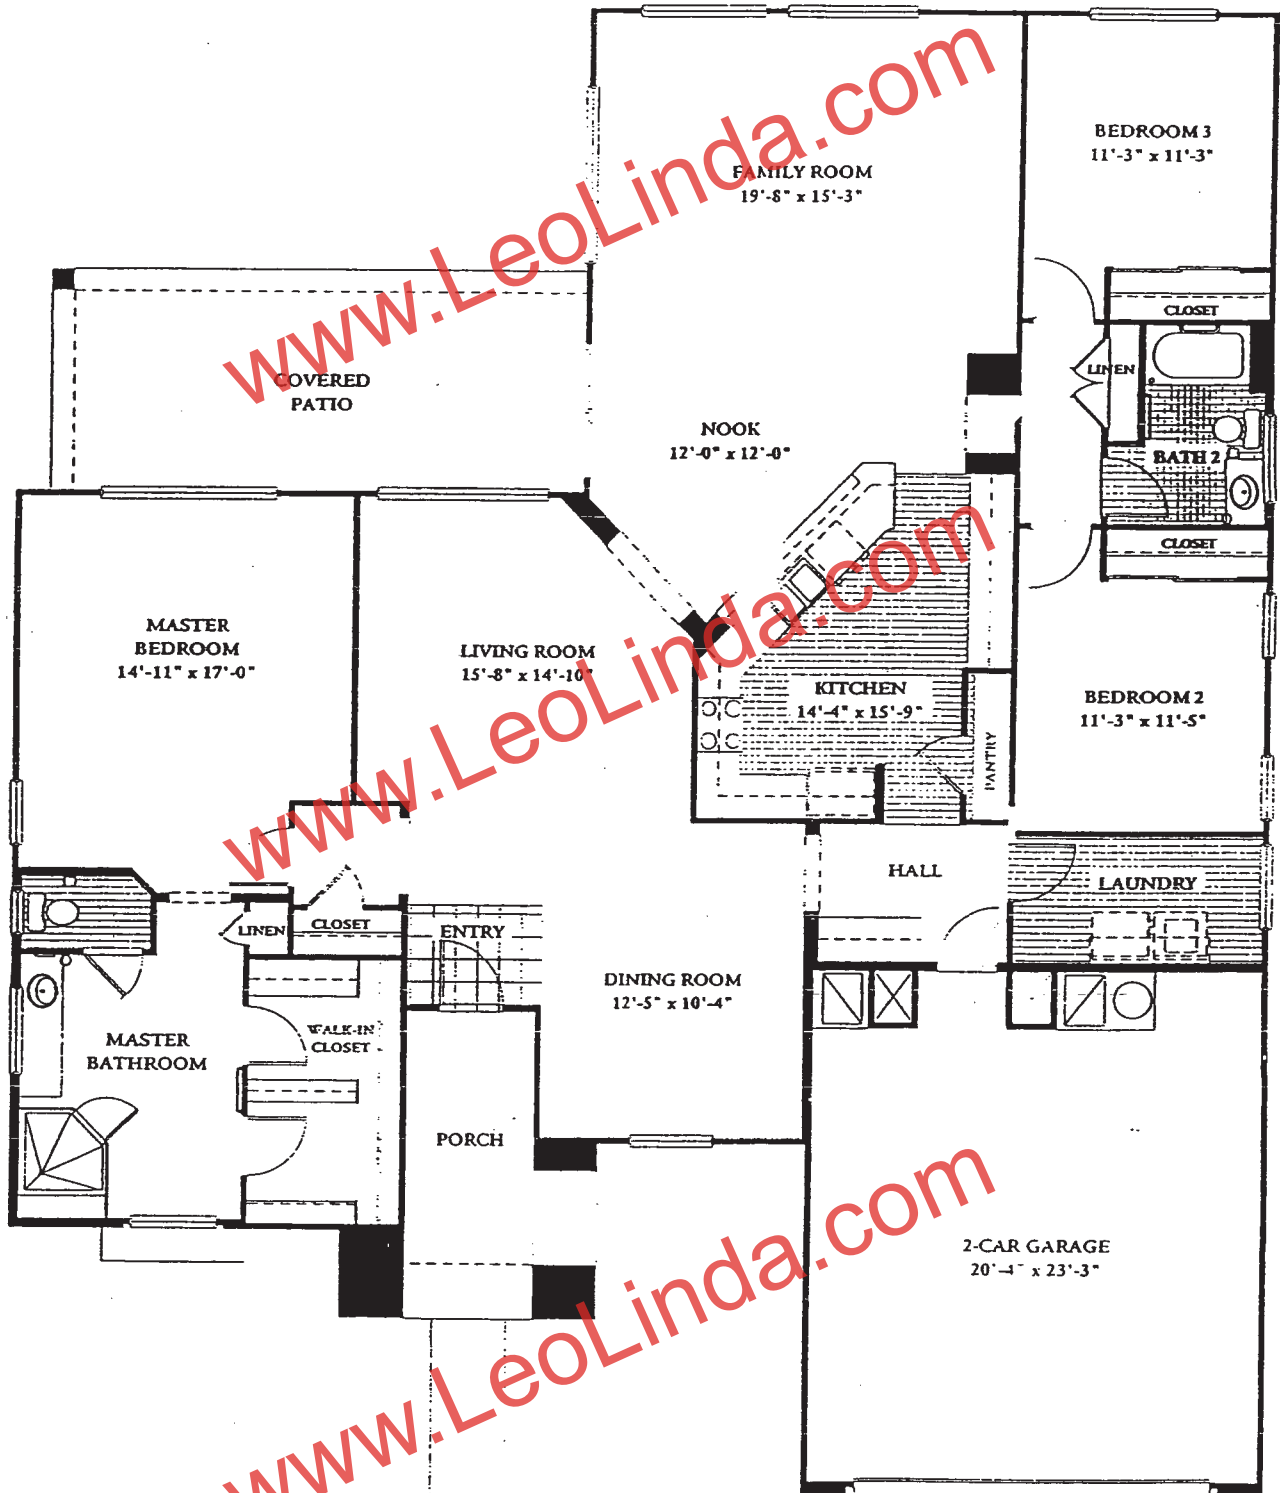 BEDROOM 3
11'-3" x 11'-3"
FAMILY ROOM
19'-8" x 15'-3"
www.LeoLinda.com
CLOSET
COVERED
PATIO
LINEN
NOOK
12'-0" x 12'-0"
BATH 2
CLOSET
MASTER
BEDROOM
14'-11" x 17'-0"
LIVING ROOM
15'-8" x 14'-10"
www.LeoLinda.com
KITCHEN
14'-4" x 15'-9"
BEDROOM 2
11'-3" x 11'-5"
PANTRY
HALL
LAUNDRY
LINEN
CLOSET
ENTRY
DINING ROOM
12'-5" x 10'-4"
WALK-IN
CLOSET
MASTER
BATHROOM
PORCH
2-CAR GARAGE
20'-4" x 23'-3"
www.LeoLinda.com